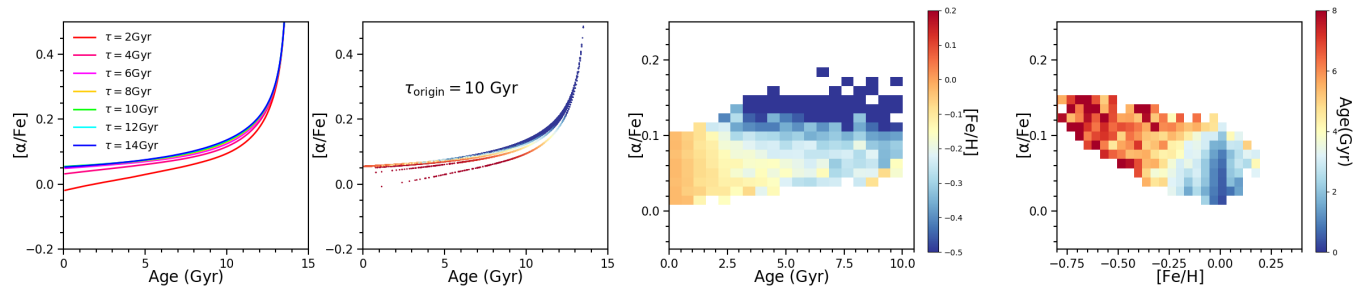 [α/Fe]
0.4
0.2
0.0
−0.2
τ = 2Gyr
τ = 4Gyr
τ = 6Gyr
τ = 8Gyr
τ = 10Gyr
τ = 12Gyr
τ = 14Gyr
0 5 10 15
Age (Gyr)
[α/Fe]
0.4
0.2
0.0
−0.2
τorigin = 10 Gyr
0 5 10 15
Age (Gyr)
[α/Fe]
0.2
0.1
0.0
0.0 2.5 5.0 7.5 10.0
Age (Gyr)
0.2
0.1
0.0
−0.1
−0.2
−0.3
−0.4
−0.5
[Fe/H]
[α/Fe]
0.2
0.1
0.0
−0.75 −0.50 −0.25 0.00 0.25
[Fe/H]
8
6
4
2
0
Age(Gyr)